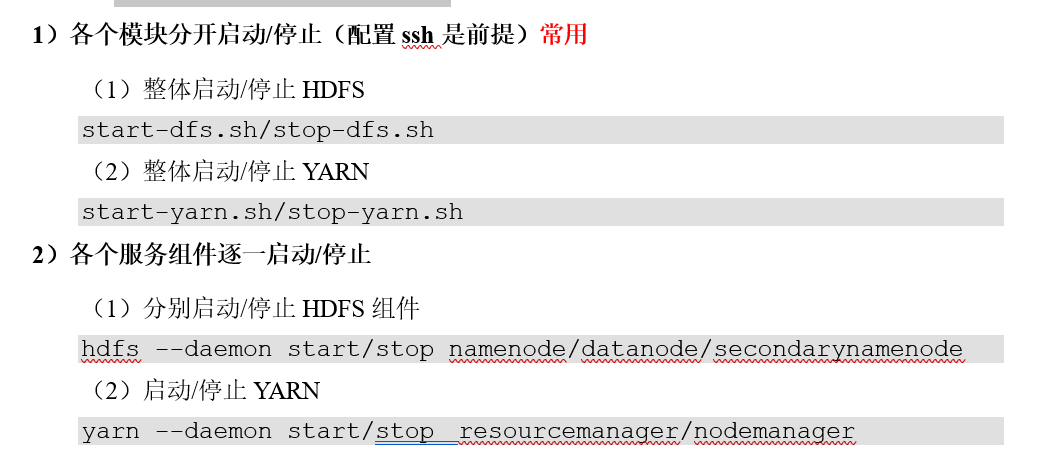 1）各个模块分开启动/停止（配置 ssh 是前提）常用
（1）整体启动/停止 HDFS
start-dfs.sh/stop-dfs.sh
（2）整体启动/停止 YARN
start-yarn.sh/stop-yarn.sh
2）各个服务组件逐一启动/停止
（1）分别启动/停止 HDFS 组件
hdfs --daemon start/stop namenode/datanode/secondarynamenode
（2）启动/停止 YARN
yarn --daemon start/stop  resourcemanager/nodemanager